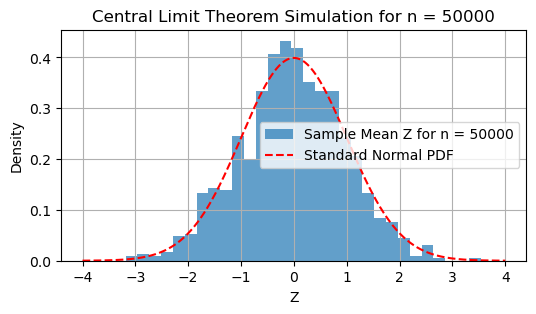 Central Limit Theorem Simulation for n = 50000
Density
0.4
0.3
0.2
0.1
0.0
Sample Mean Z for n = 50000
Standard Normal PDF
−4 −3 −2 −1 0 1 2 3 4
Z